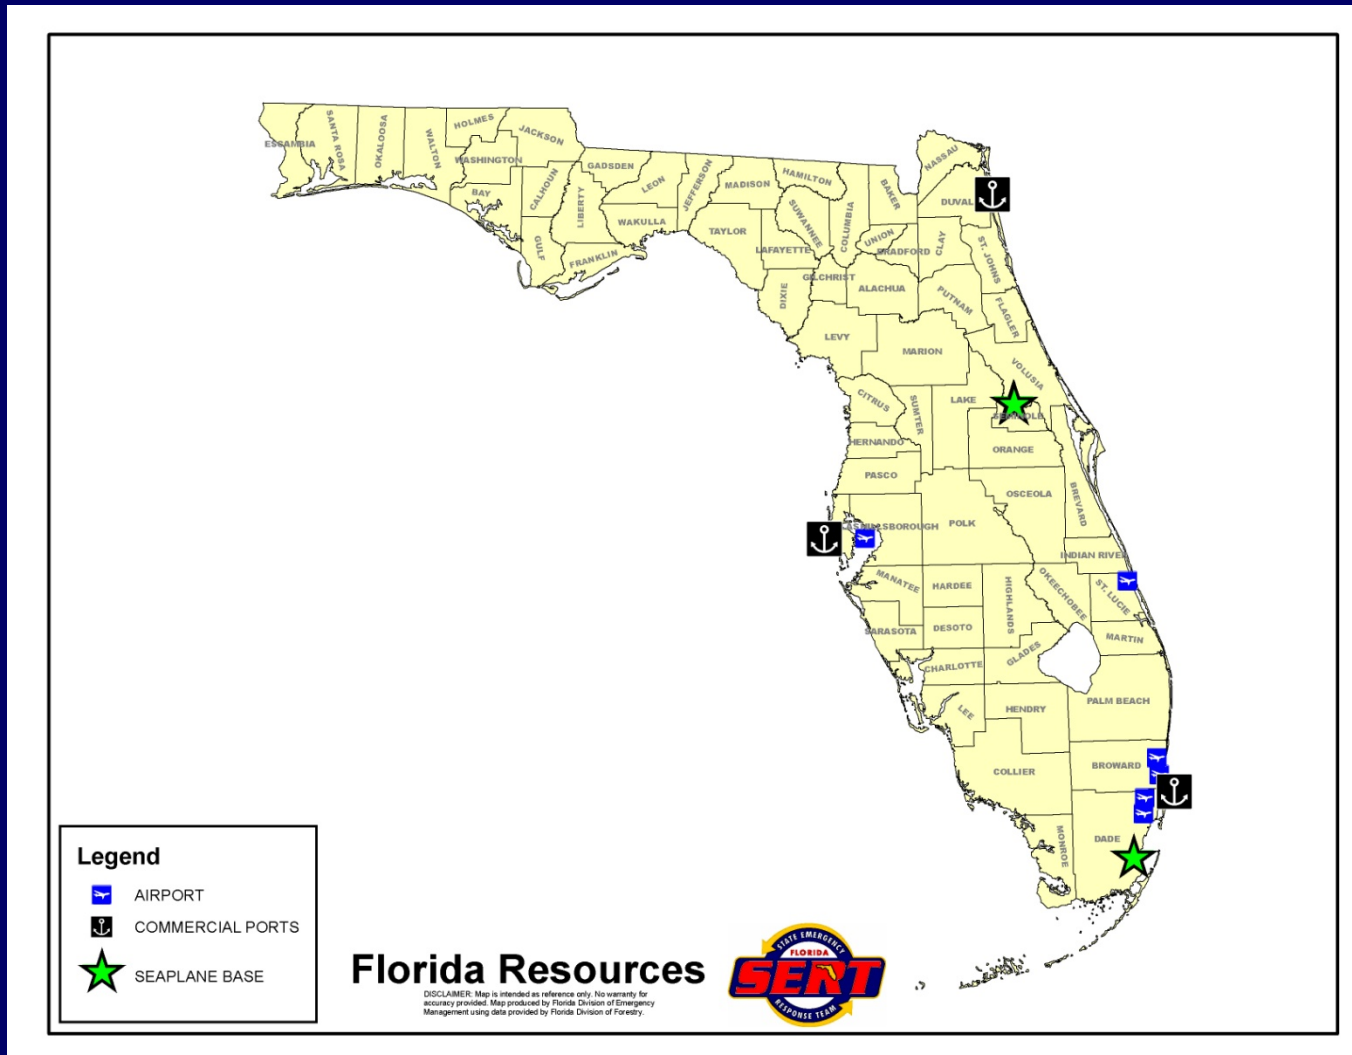 HOLMES
JACKSON
ESCAMBIA
SANTA ROSA
OKALOOSA
WALTON
WASHINGTON
BAY
CALHOUN
GULF
LIBERTY
GADSDEN
LEON
WAKULLA
FRANKLIN
JEFFERSON
MADISON
TAYLOR
HAMILTON
SUWANNEE
LAFAYETTE
DIXIE
COLUMBIA
GILCHRIST
BAKER
UNION
BRADFORD
ALACHUA
NASSAU
DUVAL
CLAY
ST. JOHNS
PUTNAM
FLAGLER
LEVY
MARION
VOLUSIA
CITRUS
SUMTER
LAKE
SEMINOLE
HERNANDO
ORANGE
PASCO
OSCEOLA
BREVARD
HILLSBOROUGH
POLK
INDIAN RIVER
MANATEE
HARDEE
HIGHLANDS
OKEECHOBEE
ST. LUCIE
SARASOTA
DESOTO
MARTIN
CHARLOTTE
GLADES
LEE
HENDRY
PALM BEACH
COLLIER
BROWARD
MONROE
DADE
Legend
AIRPORT
COMMERCIAL PORTS
SEAPLANE BASE
Florida Resources
DISCLAIMER: Map is intended as reference only. No warranty for
accuracy provided. Map produced by Florida Division of Emergency
Management using data provided by Florida Division of Forestry.
STATE EMERGENCY
FLORIDA
SERT
RESPONSE TEAM